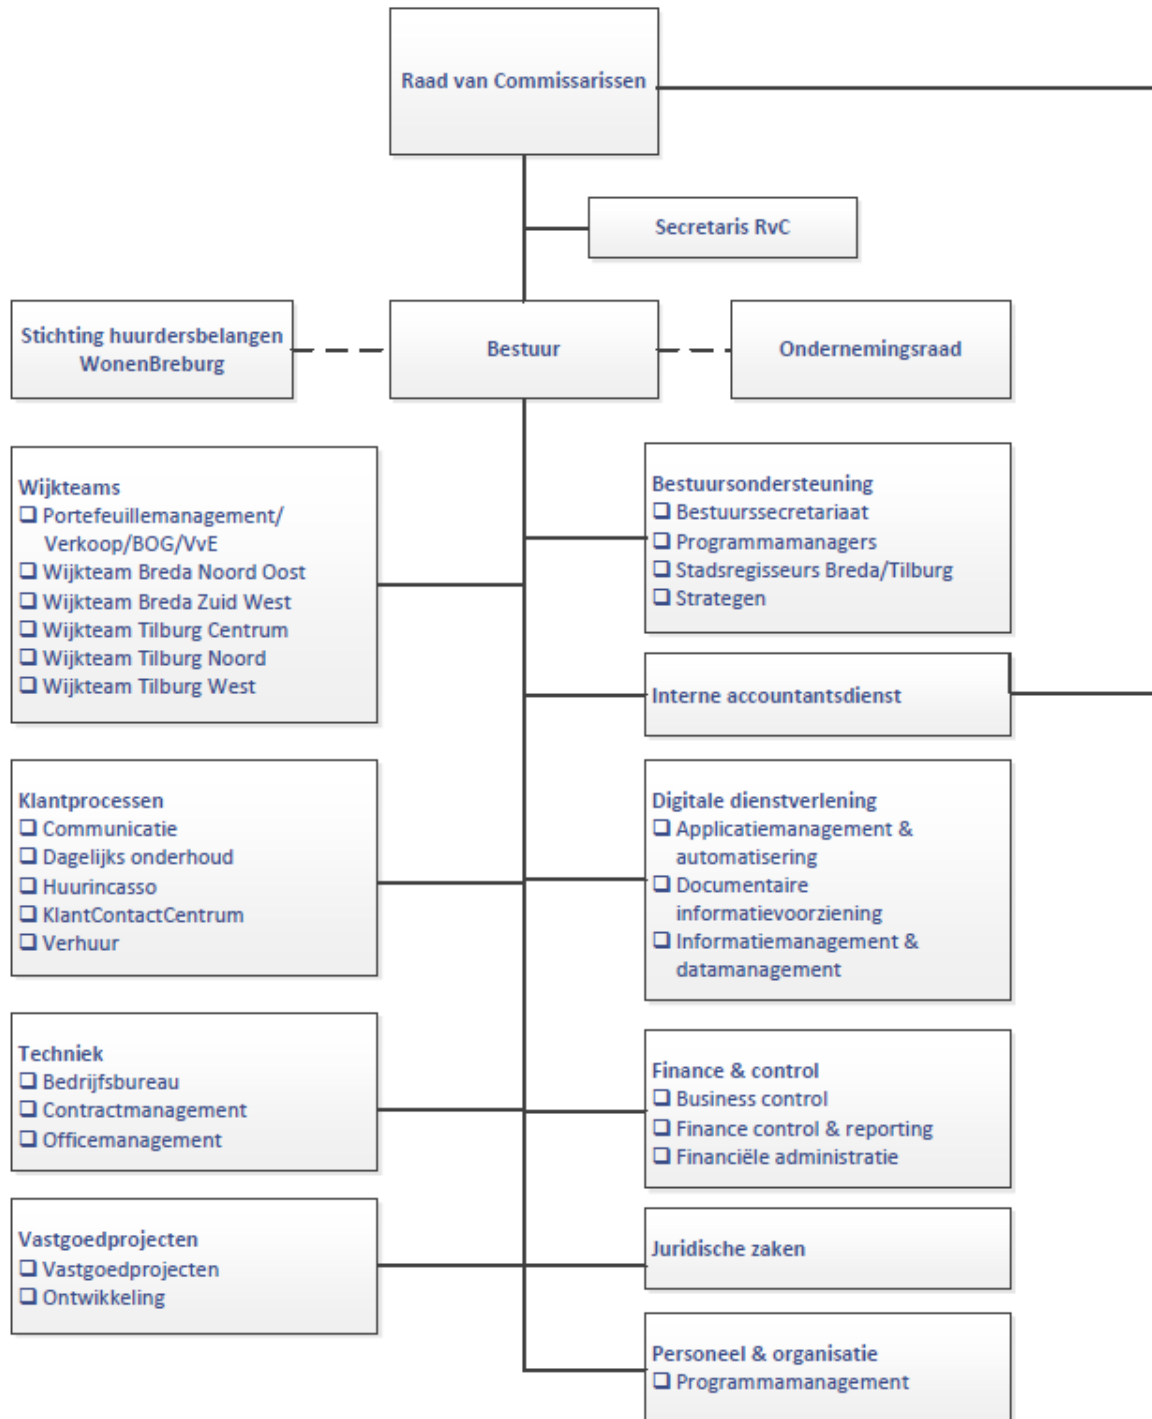 Raad van Commissarissen
Secretaris RvC
Stichting huurdersbelangen
WonenBreburg
Bestuur
Ondernemingsraad
Wijkteams
❑ Portefeuillemanagement/
Verkoop/BOG/VvE
❑ Wijkteam Breda Noord Oost
❑ Wijkteam Breda Zuid West
❑ Wijkteam Tilburg Centrum
❑ Wijkteam Tilburg Noord
❑ Wijkteam Tilburg West
Bestuursondersteuning
❑ Bestuurssecretariaat
❑ Programmamanagers
❑ Stadsregisseurs Breda/Tilburg
❑ Strategen
Interne accountantsdienst
Klantprocessen
❑ Communicatie
❑ Dagelijks onderhoud
❑ Huurincasso
❑ KlantContactCentrum
❑ Verhuur
Digitale dienstverlening
❑ Applicatiemanagement &
automatisering
❑ Documentaire
informatievoorziening
❑ Informatiemanagement &
datamanagement
Techniek
❑ Bedrijfsbureau
❑ Contractmanagement
❑ Officemanagement
Finance & control
❑ Business control
❑ Finance control & reporting
❑ Financiële administratie
Vastgoedprojecten
❑ Vastgoedprojecten
❑ Ontwikkeling
Juridische zaken
Personeel & organisatie
❑ Programmamanagement